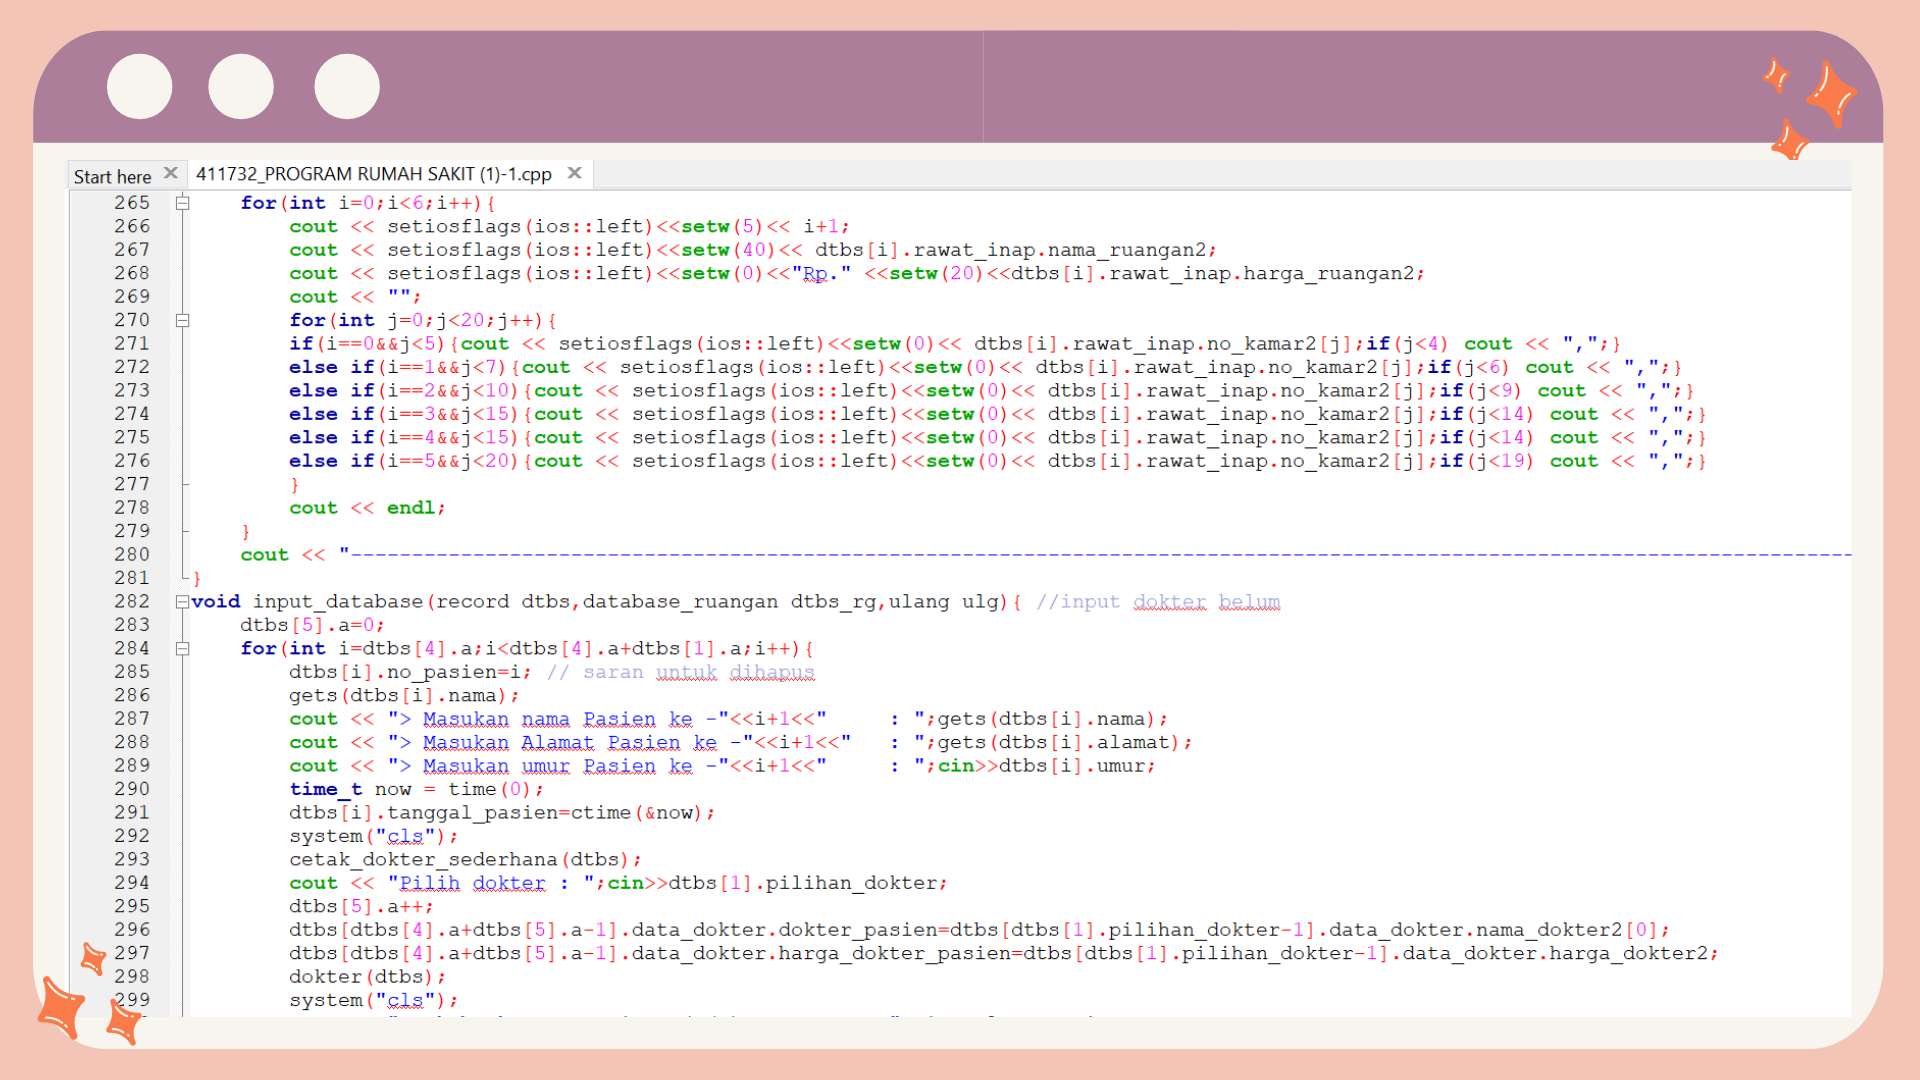 Start here
411732_PROGRAM RUMAH SAKIT (1)-1.cpp
265 for(int i=0;i<6;i++){
266 cout << setiosflags(ios::left)<<setw(5)<< i+1;
267 cout << setiosflags(ios::left)<<setw(40)<< dtbs[i].rawat_inap.nama_ruangan2;
268 cout << setiosflags(ios::left)<<setw(0)<<"Rp." <<setw(20)<<dtbs[i].rawat_inap.harga_ruangan2;
269 cout << "";
270 for(int j=0;j<20;j++){
271 if(i==0&&j<5){cout << setiosflags(ios::left)<<setw(0)<< dtbs[i].rawat_inap.no_kamar2[j];if(j<4) cout << ",";}
272 else if(i==1&&j<7){cout << setiosflags(ios::left)<<setw(0)<< dtbs[i].rawat_inap.no_kamar2[j];if(j<6) cout << ",";}
273 else if(i==2&&j<10){cout << setiosflags(ios::left)<<setw(0)<< dtbs[i].rawat_inap.no_kamar2[j];if(j<9) cout << ",";}
274 else if(i==3&&j<15){cout << setiosflags(ios::left)<<setw(0)<< dtbs[i].rawat_inap.no_kamar2[j];if(j<14) cout << ",";}
275 else if(i==4&&j<15){cout << setiosflags(ios::left)<<setw(0)<< dtbs[i].rawat_inap.no_kamar2[j];if(j<14) cout << ",";}
276 else if(i==5&&j<20){cout << setiosflags(ios::left)<<setw(0)<< dtbs[i].rawat_inap.no_kamar2[j];if(j<19) cout << ",";}
277 }
278 cout << endl;
279 }
280 cout << "---------------------------------------------------------------------------------------------------------------------------
281 }
282 void input_database(record dtbs,database_ruangan dtbs_rg,ulang ulg){ //input dokter belum
283 dtbs[5].a=0;
284 for(int i=dtbs[4].a;i<dtbs[4].a+dtbs[1].a;i++){
285 dtbs[i].no_pasien=i; // saran untuk dihapus
286 gets(dtbs[i].nama);
287 cout << "> Masukan nama Pasien ke -"<<i+1<<"     : ";gets(dtbs[i].nama);
288 cout << "> Masukan Alamat Pasien ke -"<<i+1<<"   : ";gets(dtbs[i].alamat);
289 cout << "> Masukan umur Pasien ke -"<<i+1<<"     : ";cin>>dtbs[i].umur;
290 time_t now = time(0);
291 dtbs[i].tanggal_pasien=ctime(&now);
292 system("cls");
293 cetak_dokter_sederhana(dtbs);
294 cout << "Pilih dokter : ";cin>>dtbs[1].pilihan_dokter;
295 dtbs[5].a++;
296 dtbs[dtbs[4].a+dtbs[5].a-1].data_dokter.dokter_pasien=dtbs[dtbs[1].pilihan_dokter-1].data_dokter.nama_dokter2[0];
297 dtbs[dtbs[4].a+dtbs[5].a-1].data_dokter.harga_dokter_pasien=dtbs[dtbs[1].pilihan_dokter-1].data_dokter.harga_dokter2;
298 dokter(dtbs);
299 system("cls");